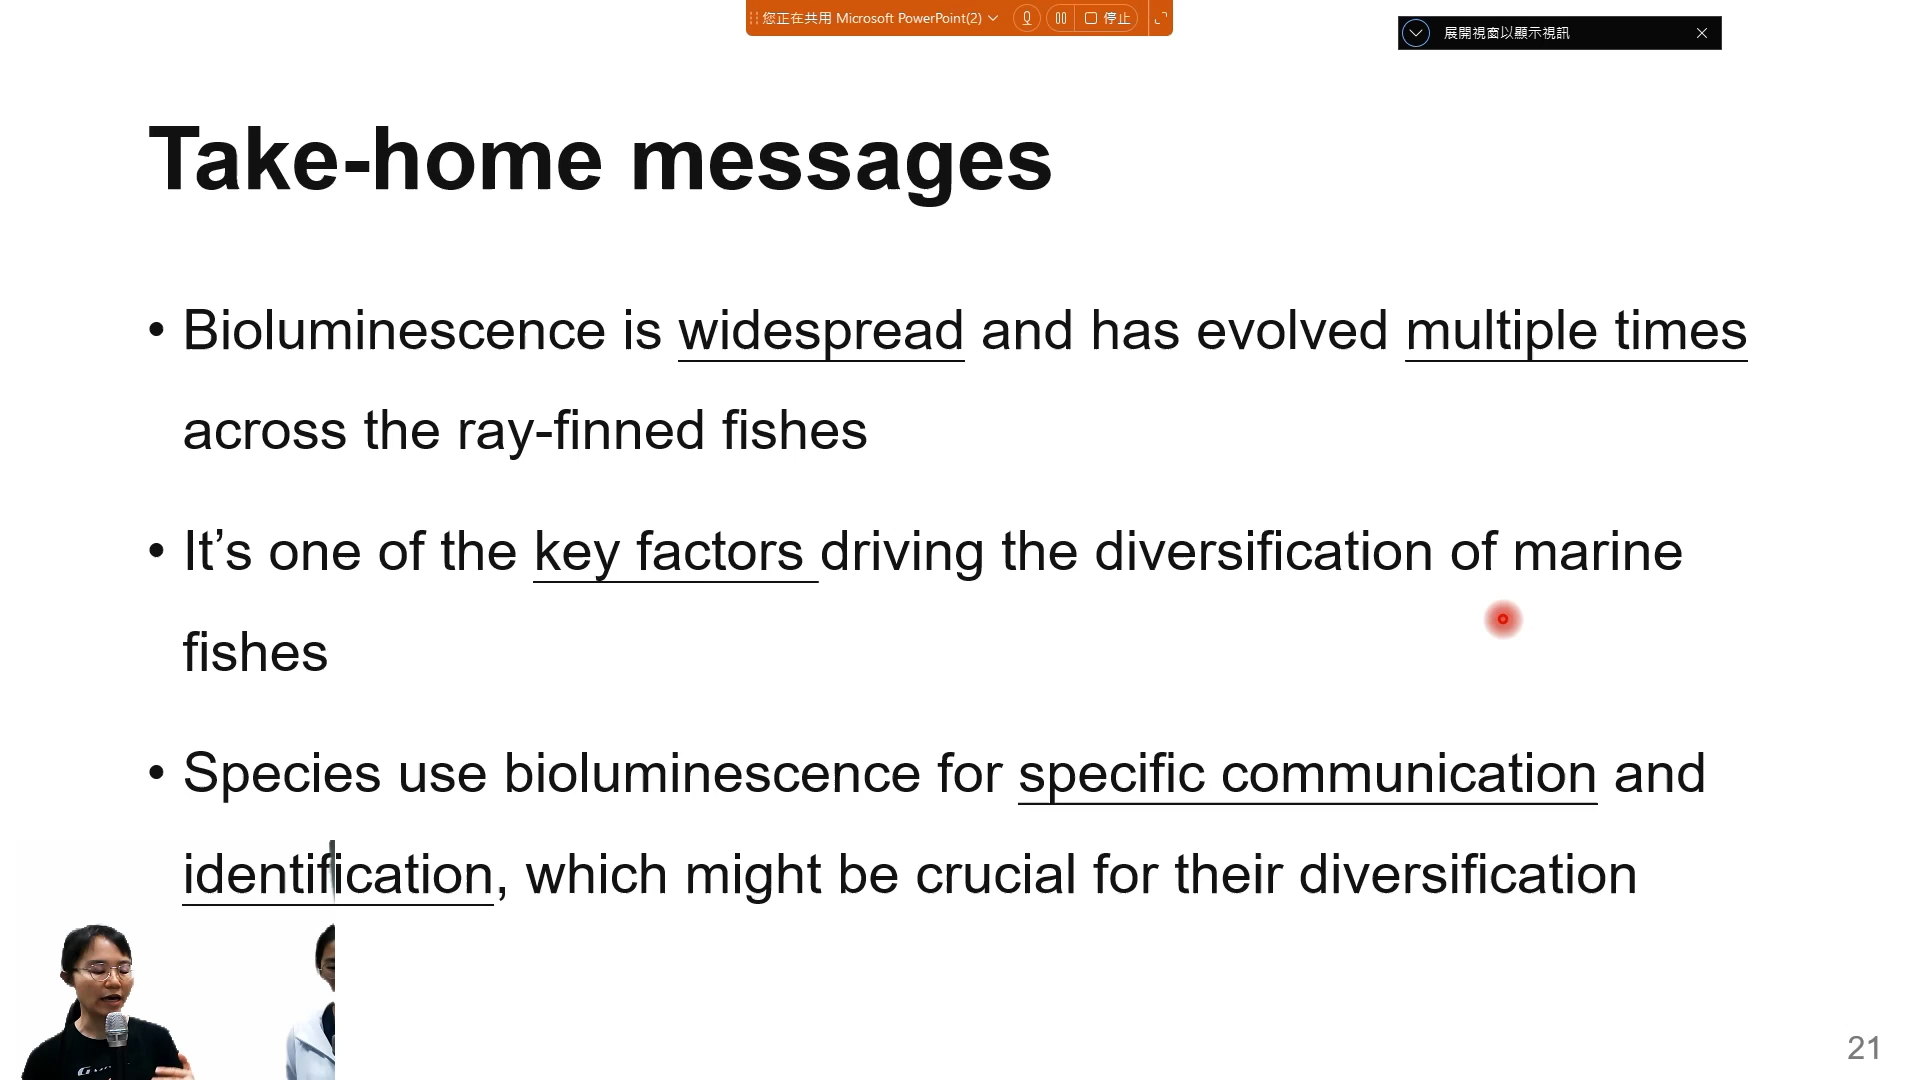 您正在共用 Microsoft PowerPoint(2)
停止
展開視窗以顯示視訊
Take-home messages
• Bioluminescence is widespread and has evolved multiple times
across the ray-finned fishes
• It’s one of the key factors driving the diversification of marine
fishes
• Species use bioluminescence for specific communication and
identification, which might be crucial for their diversification
21